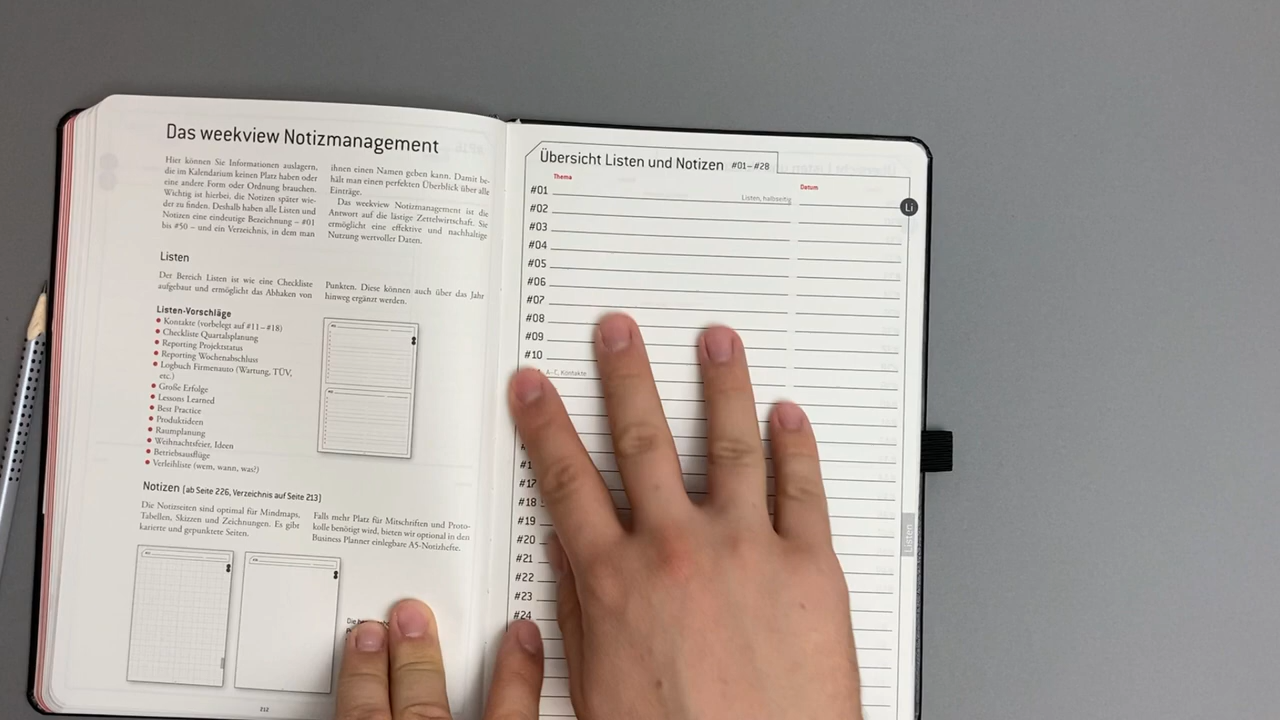 Das weekview Notizmanagement
Hier können Sie Informationen auslagern,
die im Kalendarium keinen Platz haben oder
eine andere Form oder Ordnung brauchen.
Wichtig ist hierbei, die Notizen später wie-
der zu finden. Deshalb haben alle Listen und
Notizen eine eindeutige Bezeichnung – #01
bis #50 – und ein Verzeichnis, in dem man
ihnen einen Namen geben kann. Damit be-
hält man einen perfekten Überblick über alle
Einträge.
Das weekview Notizmanagement ist die
Antwort auf die lästige Zettelwirtschaft. Sie
ermöglicht eine effektive und nachhaltige
Nutzung wertvoller Daten.
Listen
Der Bereich Listen ist wie eine Checkliste
aufgebaut und ermöglicht das Abhaken von
Punkten. Diese können auch über das Jahr
hinweg ergänzt werden.
Listen-Vorschläge
• Kontakte (vorbelegt auf #11–#18)
• Checkliste Quartalsplanung
• Reporting Projektstatus
• Reporting Wochenabschluss
• Logbuch Firmenauto (Wartung, TÜV,
etc.)
• Große Erfolge
• Lessons Learned
• Best Practice
• Produktideen
• Raumplanung
• Weihnachtsfeier, Ideen
• Betriebsausflüge
• Verleihliste (wem, wann, was?)
Notizen (ab Seite 226, Verzeichnis auf Seite 213)
Die Notizseiten sind optimal für Mindmaps,
Tabellen, Skizzen und Zeichnungen. Es gibt
karierte und gepunktete Seiten.
Falls mehr Platz für Mitschriften und Proto-
kolle benötigt wird, bieten wir optional in den
Business Planner einlegbare A5-Notizhefte.
212
Übersicht Listen und Notizen #01–#28
Thema
Datum
#01
Listen, halbseitig
#02
#03
#04
#05
#06
#07
#08
#09
#10
A–C, Kontakte
#17
#18
#19
#20
#21
#22
#23
#24
Li
Listen